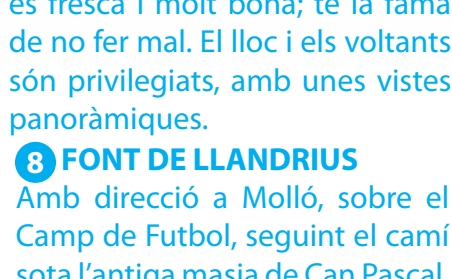 es fresca i molt bona; té la fama
de no fer mal. El lloc i els voltants
són privilegiats, amb unes vistes
panoràmiques.
8 FONT DE LLANDRIUS
Amb direcció a Molló, sobre el
Camp de Futbol, seguint el camí
sota l'antiga masia de Can Pascal